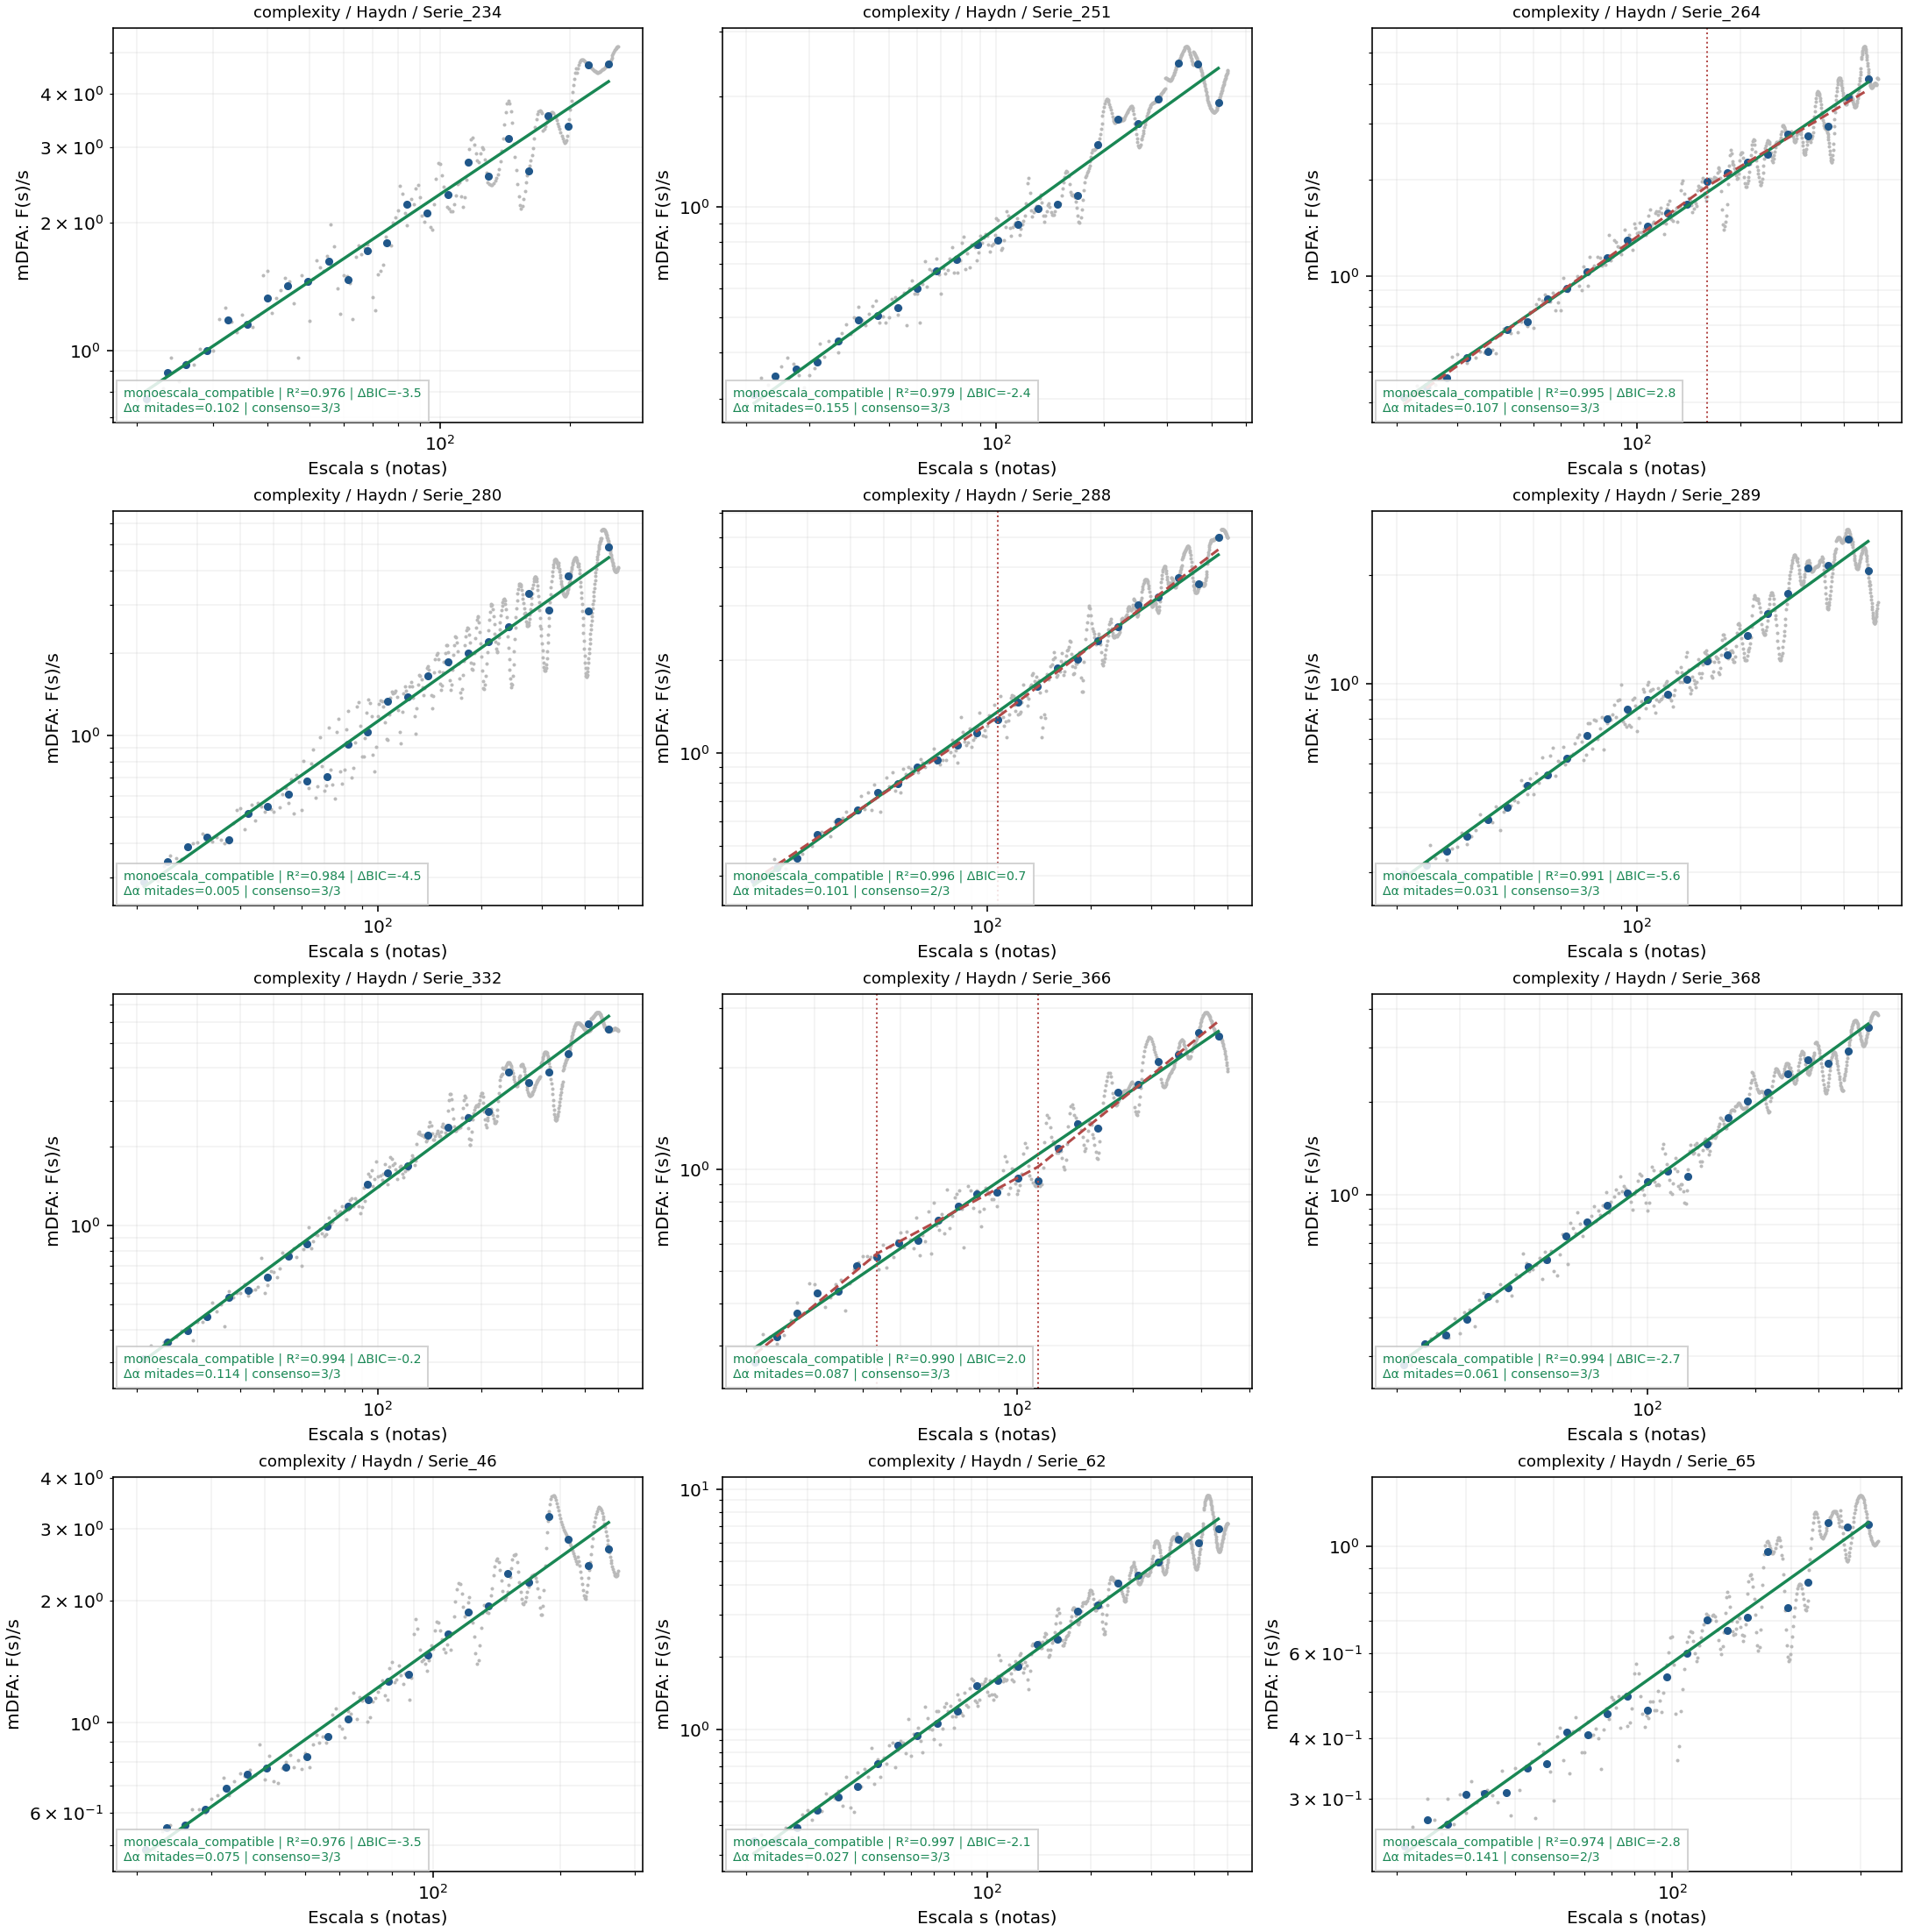 complexity / Haydn / Serie_234
mDFA: F(s)/s
4 × 10⁰
3 × 10⁰
2 × 10⁰
10⁰
monoescala_compatible | R²=0.976 | ΔBIC=-3.5
Δα mitades=0.102 | consenso=3/3
10²
Escala s (notas)
complexity / Haydn / Serie_251
mDFA: F(s)/s
10⁰
monoescala_compatible | R²=0.979 | ΔBIC=-2.4
Δα mitades=0.155 | consenso=3/3
10²
Escala s (notas)
complexity / Haydn / Serie_264
mDFA: F(s)/s
10⁰
monoescala_compatible | R²=0.995 | ΔBIC=2.8
Δα mitades=0.107 | consenso=3/3
10²
Escala s (notas)
complexity / Haydn / Serie_280
mDFA: F(s)/s
10⁰
monoescala_compatible | R²=0.984 | ΔBIC=-4.5
Δα mitades=0.005 | consenso=3/3
10²
Escala s (notas)
complexity / Haydn / Serie_288
mDFA: F(s)/s
10⁰
monoescala_compatible | R²=0.996 | ΔBIC=0.7
Δα mitades=0.101 | consenso=2/3
10²
Escala s (notas)
complexity / Haydn / Serie_289
mDFA: F(s)/s
10⁰
monoescala_compatible | R²=0.991 | ΔBIC=-5.6
Δα mitades=0.031 | consenso=3/3
10²
Escala s (notas)
complexity / Haydn / Serie_332
mDFA: F(s)/s
10⁰
monoescala_compatible | R²=0.994 | ΔBIC=-0.2
Δα mitades=0.114 | consenso=3/3
10²
Escala s (notas)
complexity / Haydn / Serie_366
mDFA: F(s)/s
10⁰
monoescala_compatible | R²=0.990 | ΔBIC=2.0
Δα mitades=0.087 | consenso=3/3
10²
Escala s (notas)
complexity / Haydn / Serie_368
mDFA: F(s)/s
10⁰
monoescala_compatible | R²=0.994 | ΔBIC=-2.7
Δα mitades=0.061 | consenso=3/3
10²
Escala s (notas)
complexity / Haydn / Serie_46
mDFA: F(s)/s
4 × 10⁰
3 × 10⁰
2 × 10⁰
10⁰
6 × 10⁻¹
monoescala_compatible | R²=0.976 | ΔBIC=-3.5
Δα mitades=0.075 | consenso=3/3
10²
Escala s (notas)
complexity / Haydn / Serie_62
mDFA: F(s)/s
10¹
10⁰
monoescala_compatible | R²=0.997 | ΔBIC=-2.1
Δα mitades=0.027 | consenso=3/3
10²
Escala s (notas)
complexity / Haydn / Serie_65
mDFA: F(s)/s
10⁰
6 × 10⁻¹
4 × 10⁻¹
3 × 10⁻¹
monoescala_compatible | R²=0.974 | ΔBIC=-2.8
Δα mitades=0.141 | consenso=2/3
10²
Escala s (notas)